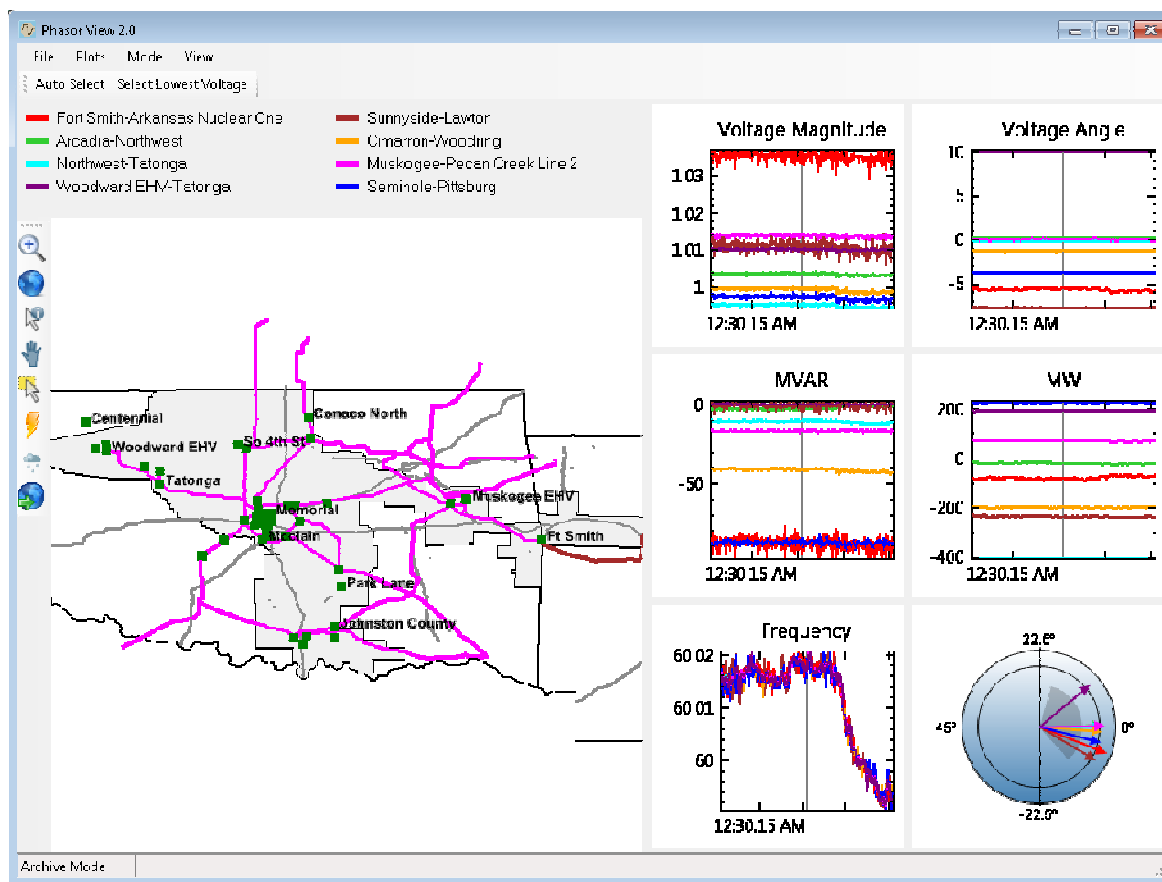 Phasor View 2.0
File Plots Mode View
Auto Select Select Lowest Voltage
Fort Smith-Arkansas Nuclear One
Arcadia-Northwest
Northwest-Tatonga
Woodward EHV-Tatonga
Sunnyside-Lawton
Cimarron-Woodring
Muskogee-Pecan Creek Line 2
Seminole-Pittsburg
Centennial
Conoco North
Woodward EHV
So 4th St
Tatonga
Muskogee EHV
Memorial
Mcclain
Ft Smith
Park Lane
Johnston County
Voltage Magnitude
1.03
1.02
1.01
1
12:30:15 AM
Voltage Angle
10
5
0
-5
12:30:15 AM
MVAR
0
-50
12:30:15 AM
MW
200
0
-200
-400
12:30:15 AM
Frequency
60.02
60.01
60
12:30:15 AM
22.6°
45°
0°
-22.6°
Archive Mode